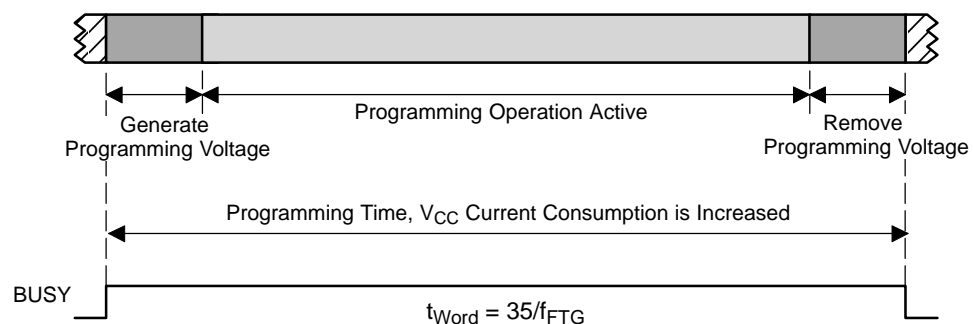 Generate
Programming Voltage
Programming Operation Active
Remove
Programming Voltage
Programming Time, VCC Current Consumption is Increased
BUSY
tWord = 35/fFTG